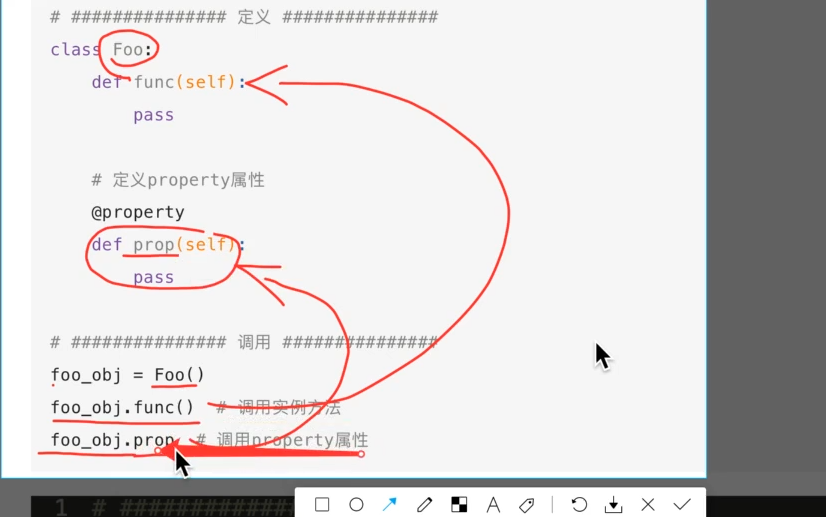 # ############### 定义 ###############
class Foo:
    def func(self):
        pass

    # 定义property属性
    @property
    def prop(self):
        pass

# ############### 调用 ###############
foo_obj = Foo()
foo_obj.func()  # 调用实例方法
foo_obj.prop  # 调用property属性
1 # ############
A